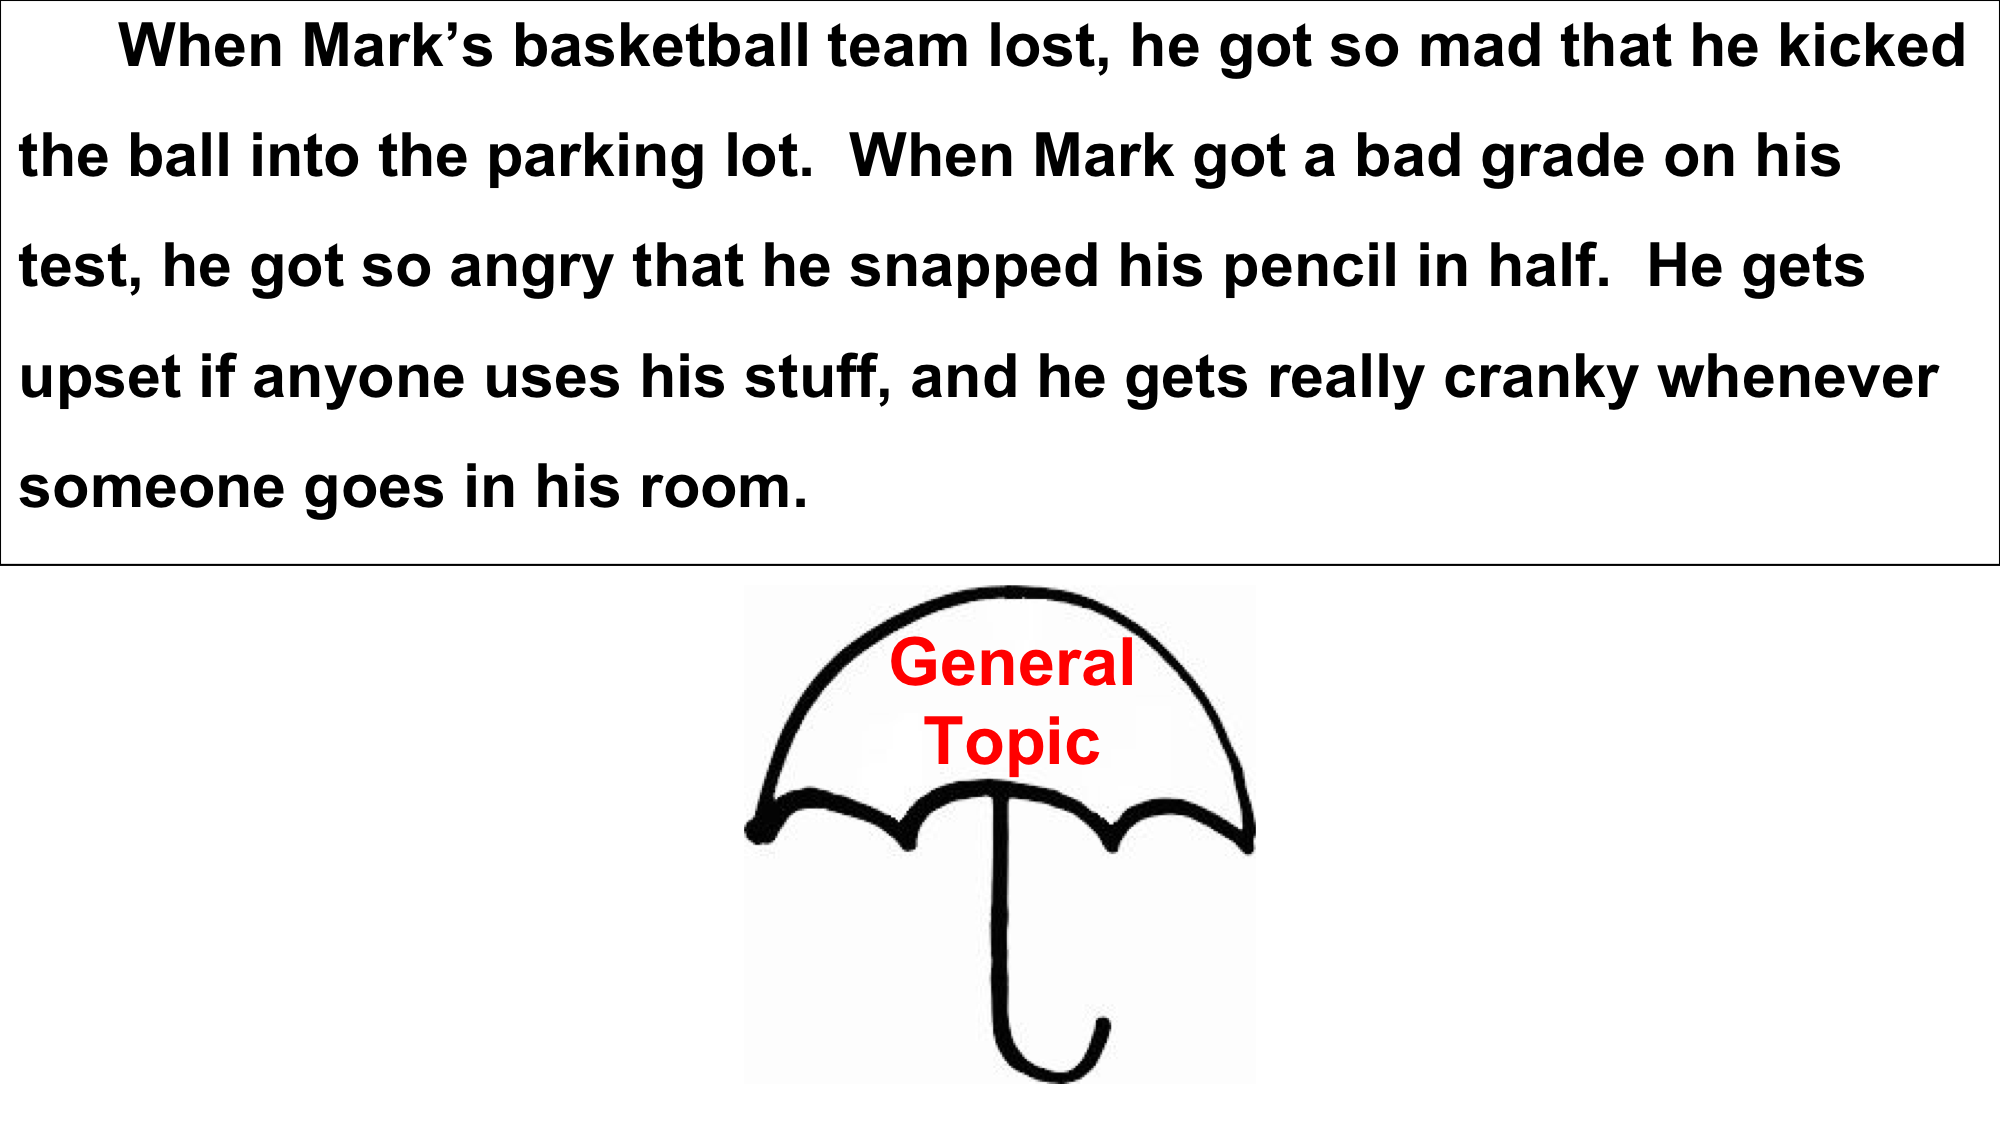 When Mark’s basketball team lost, he got so mad that he kicked
the ball into the parking lot.  When Mark got a bad grade on his
test, he got so angry that he snapped his pencil in half.  He gets
upset if anyone uses his stuff, and he gets really cranky whenever
someone goes in his room.
General
Topic